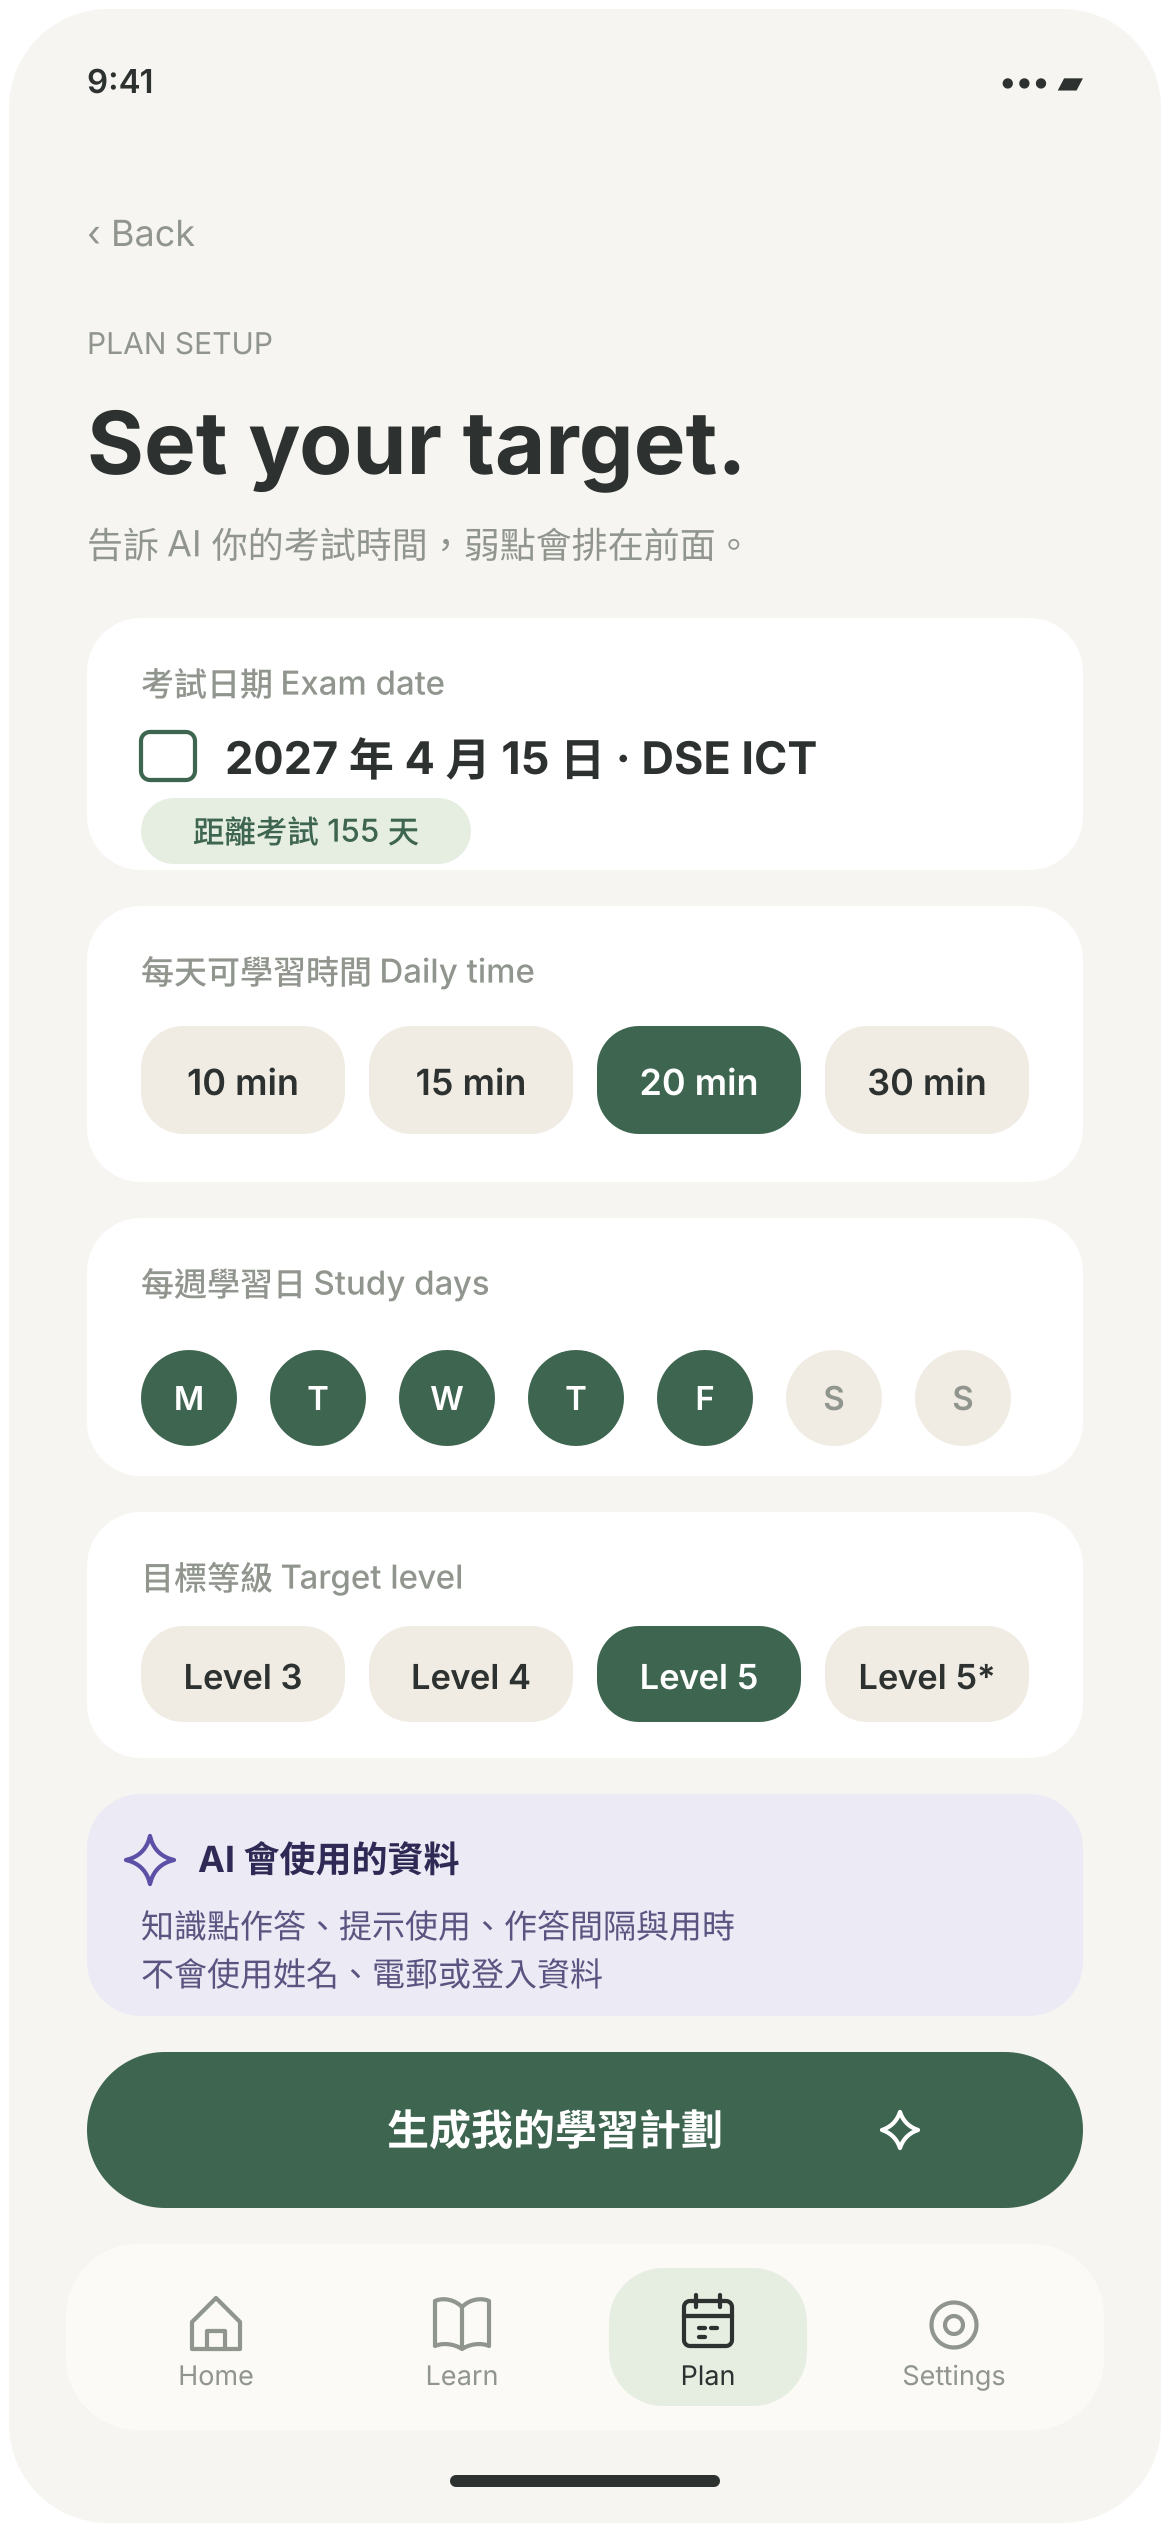 9:41
‹ Back
PLAN SETUP
Set your target.
告訴 AI 你的考試時間，弱點會排在前面。
考試日期 Exam date
2027 年 4 月 15 日 · DSE ICT
距離考試 155 天
每天可學習時間 Daily time
10 min 15 min 20 min 30 min
每週學習日 Study days
M T W T F S S
目標等級 Target level
Level 3 Level 4 Level 5 Level 5*
AI 會使用的資料
知識點作答、提示使用、作答間隔與用時
不會使用姓名、電郵或登入資料
生成我的學習計劃
Home Learn Plan Settings